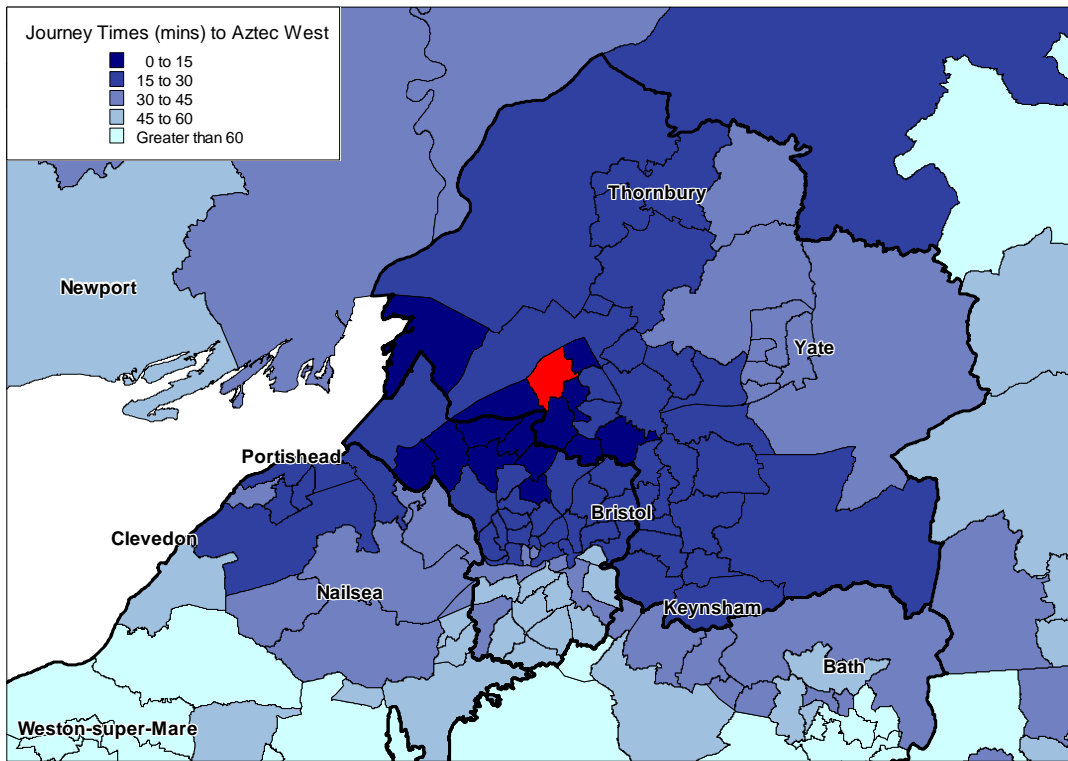 Journey Times (mins) to Aztec West
0 to 15
15 to 30
30 to 45
45 to 60
Greater than 60
Thornbury
Newport
Yate
Portishead
Bristol
Clevedon
Nailsea
Keynsham
Bath
Weston-super-Mare